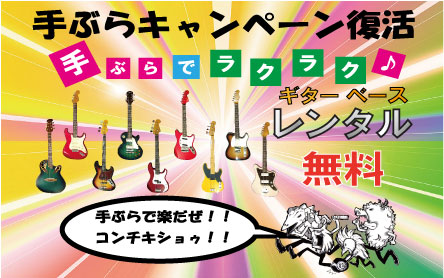 手ぶらキャンペーン復活
手ぶらでラクラク♪
ギター ベース
レンタル
無料
手ぶらで楽だぜ！！
コンチキショゥ！！